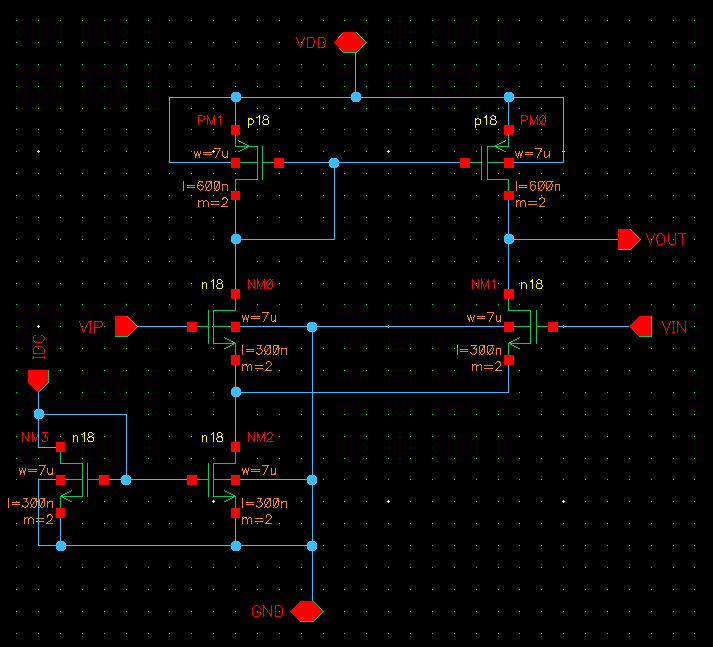 VDD
PM1 p18
p18 PM0
w=7u
w=7u
l=600n
m=2
l=600n
m=2
VOUT
n18 NM0
NM1 n18
w=7u
w=7u
VIP
VIN
l=300n
m=2
l=300n
m=2
IDC
NM3 n18
n18 NM2
w=7u
w=7u
l=300n
m=2
l=300n
m=2
GND